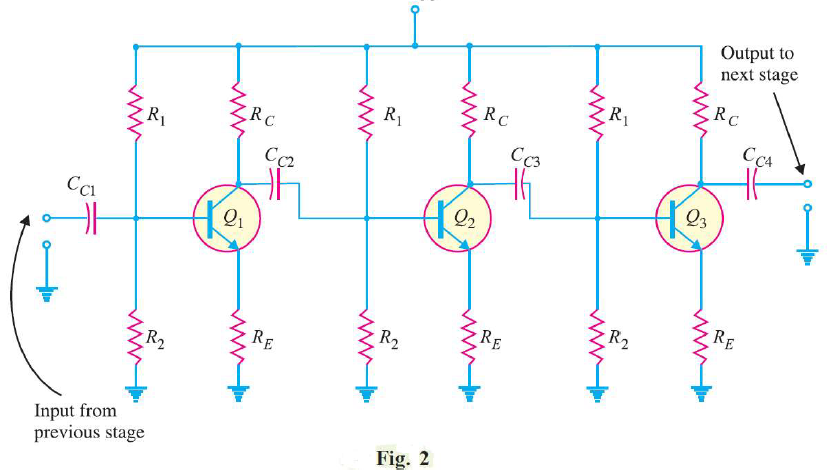 Output to
next stage
R1
RC
R1
RC
R1
RC
CC1
CC2
CC3
CC4
Q1
Q2
Q3
R2
RE
R2
RE
R2
RE
Input from
previous stage
Fig. 2